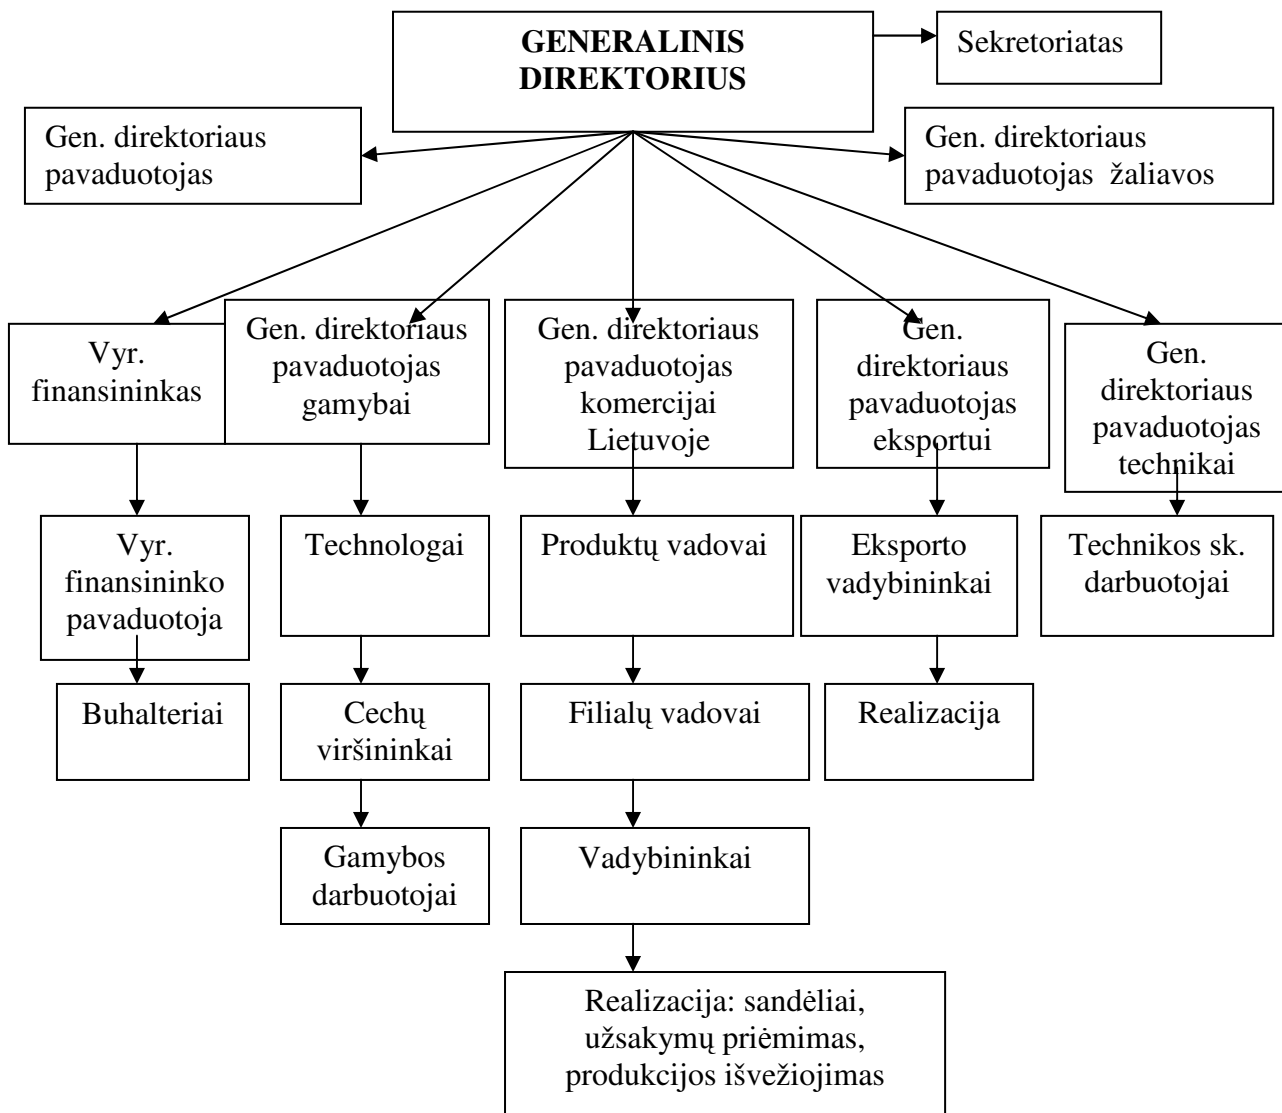 GENERALINIS
DIREKTORIUS
Sekretoriatas
Gen. direktoriaus
pavaduotojas
Gen. direktoriaus
pavaduotojas žaliavos
Vyr.
finansininkas
Gen. direktoriaus
pavaduotojas
gamybai
Gen. direktoriaus
pavaduotojas
komercijai
Lietuvoje
Gen.
direktoriaus
pavaduotojas
eksportui
Gen.
direktoriaus
pavaduotojas
technikai
Vyr.
finansininko
pavaduotoja
Technologai
Produktų vadovai
Eksporto
vadybininkai
Technikos sk.
darbuotojai
Buhalteriai
Cechų
viršininkai
Filialų vadovai
Realizacija
Gamybos
darbuotojai
Vadybininkai
Realizacija: sandėliai,
užsakymų priėmimas,
produkcijos išvežiojimas